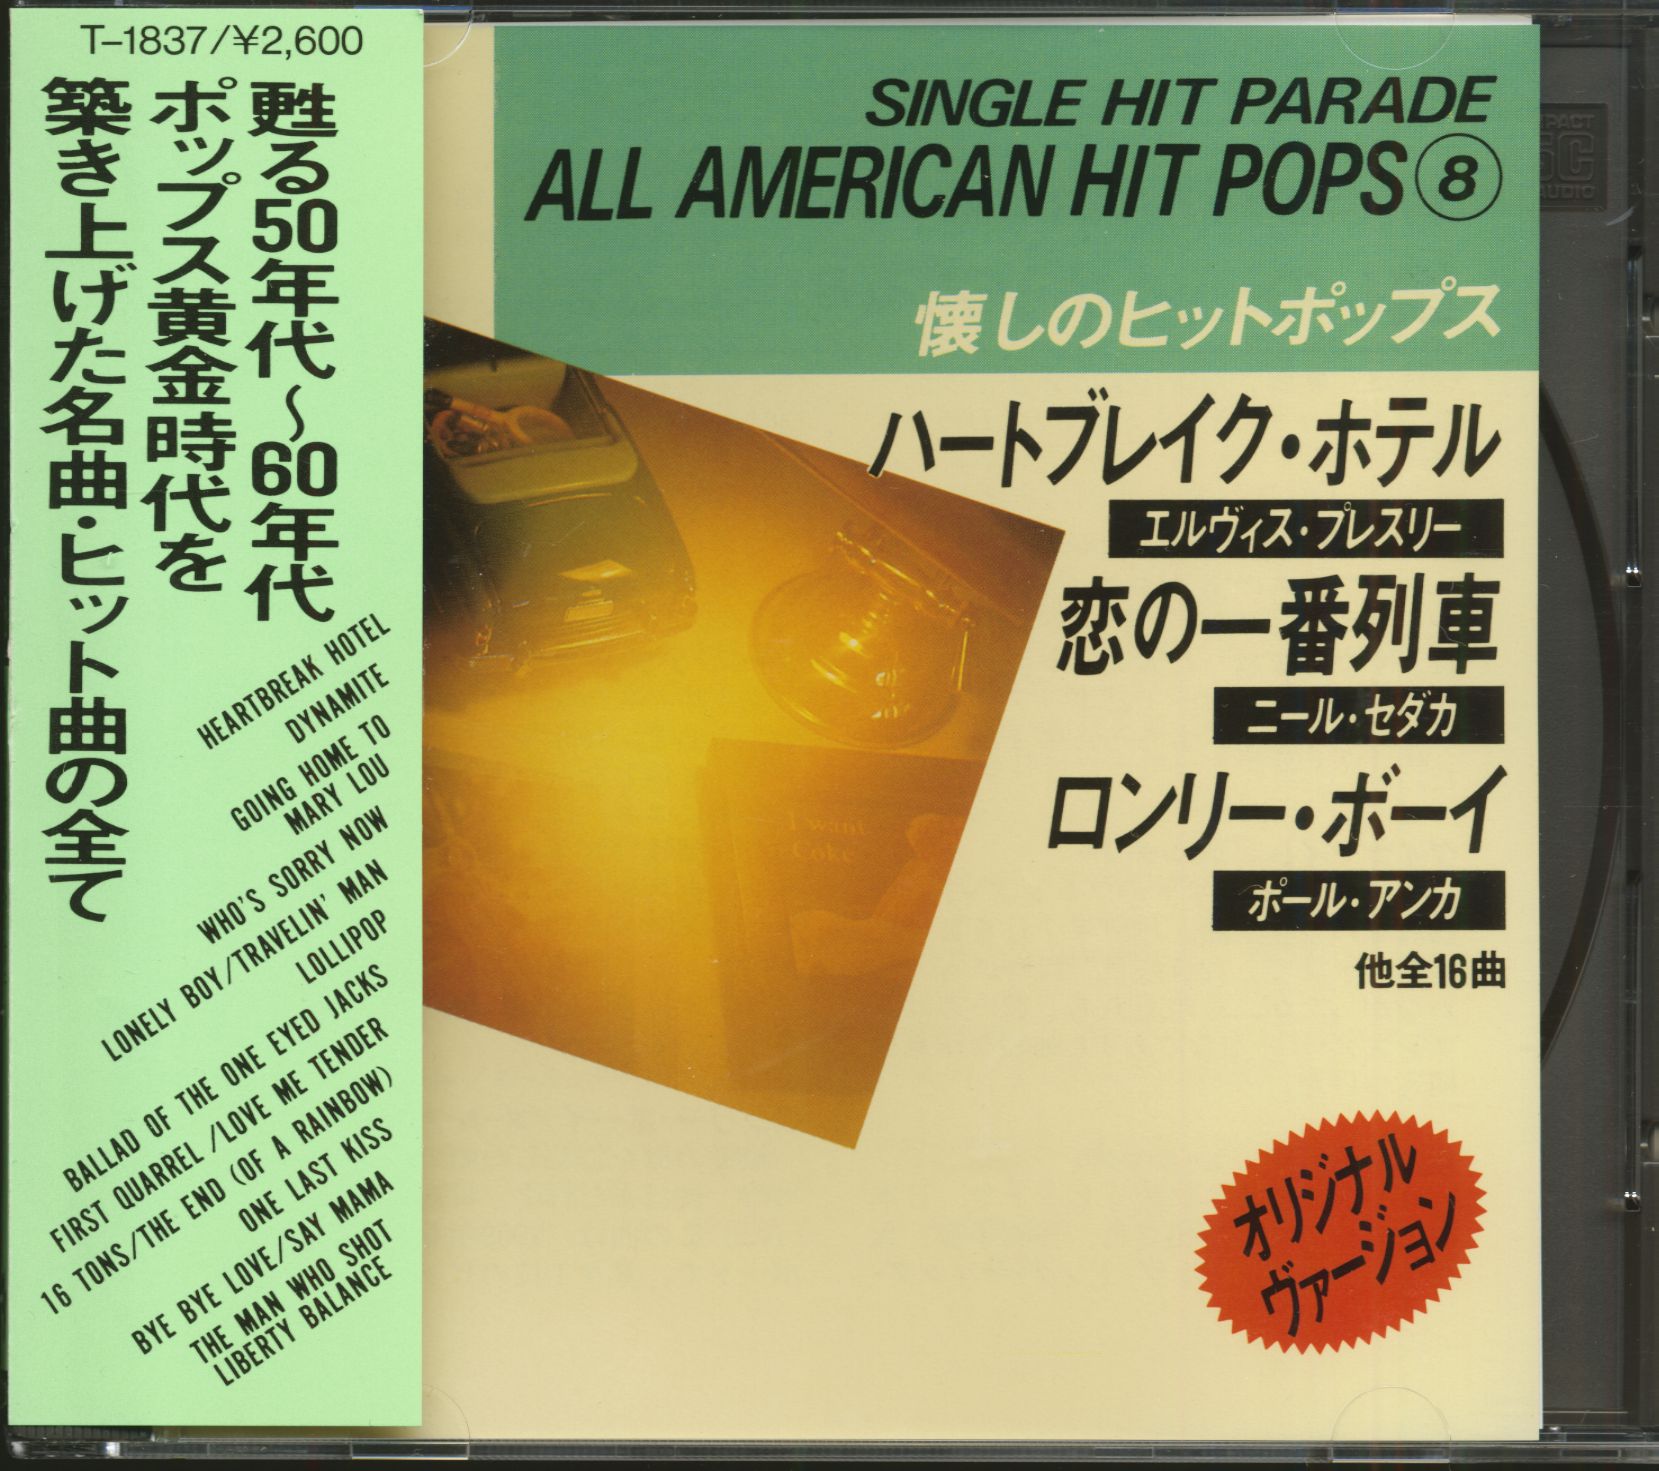 T-1837/¥2,600
甦る50年代〜60年代
ポップス黄金時代を
築き上げた名曲・ヒット曲の全て
HEARTBREAK HOTEL
DYNAMITE
GOING HOME TO
MARY LOU
WHO'S SORRY NOW
LONELY BOY/TRAVELIN' MAN
LOLLIPOP
BALLAD OF THE ONE EYED JACKS
FIRST QUARREL/LOVE ME TENDER
16 TONS/THE END (OF A RAINBOW)
ONE LAST KISS
BYE BYE LOVE/SAY MAMA
THE MAN WHO SHOT
LIBERTY BALANCE
SINGLE HIT PARADE
ALL AMERICAN HIT POPS⑧
懐しのヒットポップス
ハートブレイク・ホテル
エルヴィス・プレスリー
恋の一番列車
ニール・セダカ
ロンリー・ボーイ
ポール・アンカ
他全16曲
オリジナル
ヴァージョン
I want
Coke